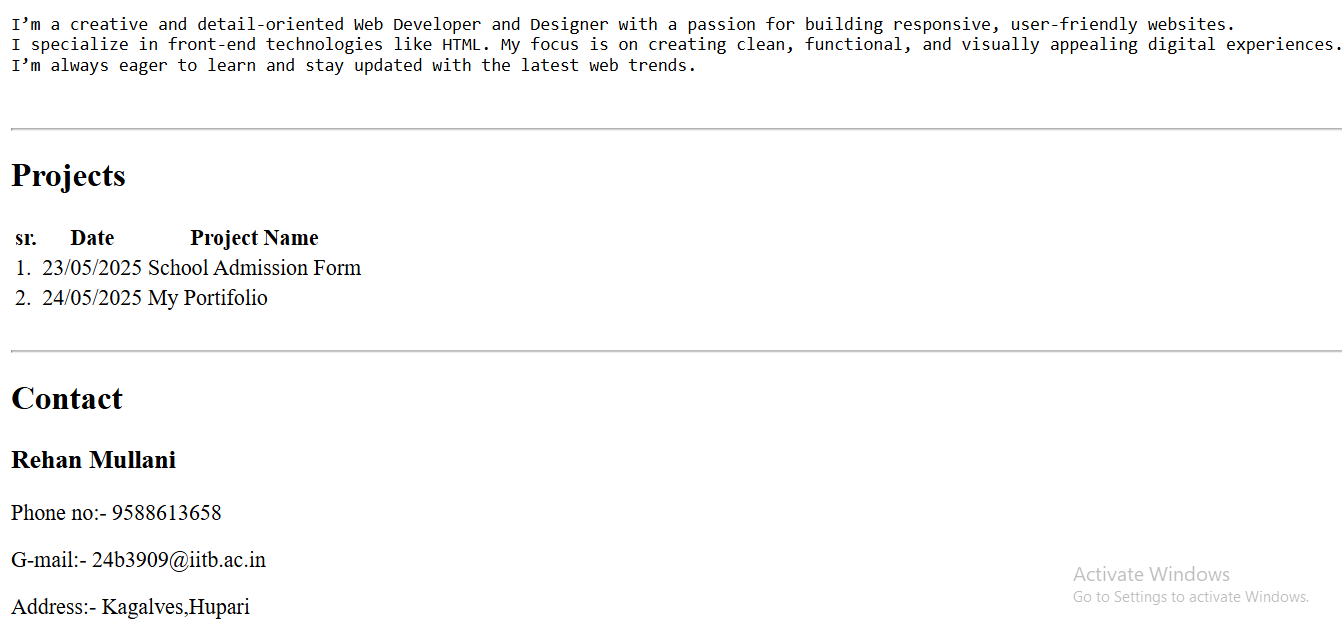 I’m a creative and detail-oriented Web Developer and Designer with a passion for building responsive, user-friendly websites.
I specialize in front-end technologies like HTML. My focus is on creating clean, functional, and visually appealing digital experiences.
I’m always eager to learn and stay updated with the latest web trends.
Projects
sr. Date Project Name
1. 23/05/2025 School Admission Form
2. 24/05/2025 My Portifolio
Contact
Rehan Mullani
Phone no:- 9588613658
G-mail:- 24b3909@iitb.ac.in
Address:- Kagalves,Hupari
Activate Windows
Go to Settings to activate Windows.